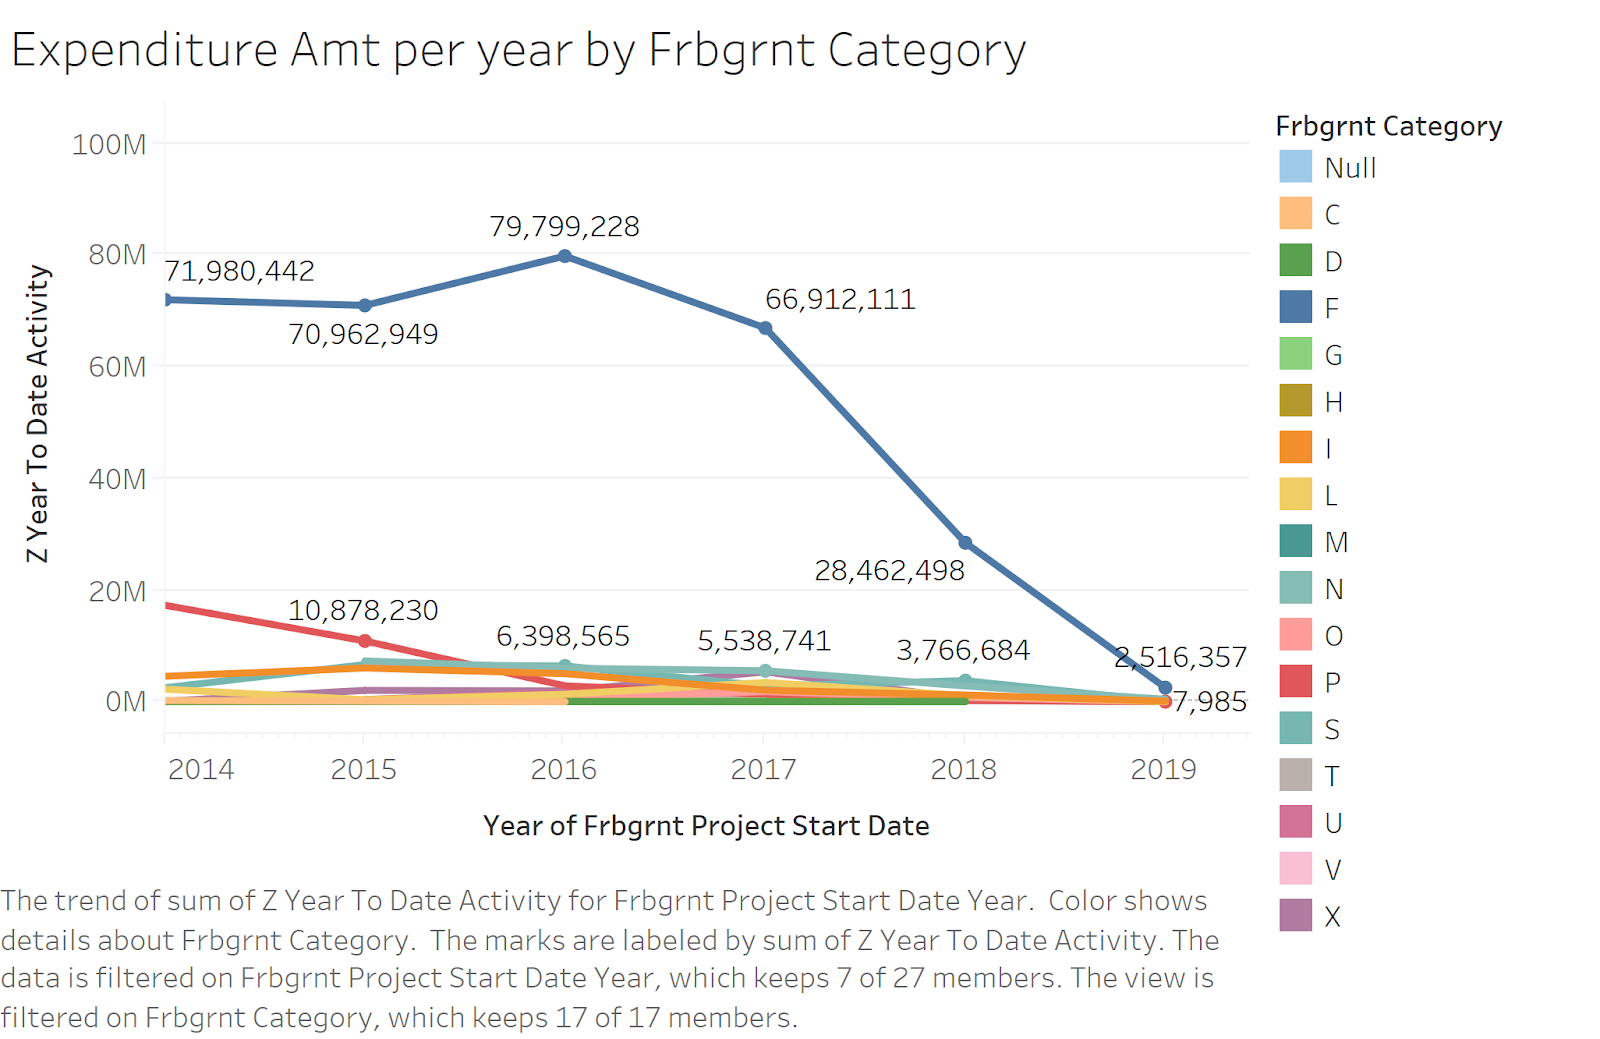 Expenditure Amt per year by Frbgrnt Category
Z Year To Date Activity
100M
80M
60M
40M
20M
0M
71,980,442
70,962,949
79,799,228
66,912,111
28,462,498
2,516,357
10,878,230
6,398,565
5,538,741
3,766,684
7,985
2014
2015
2016
2017
2018
2019
Year of Frbgrnt Project Start Date
Frbgrnt Category
Null
C
D
F
G
H
I
L
M
N
O
P
S
T
U
V
X
The trend of sum of Z Year To Date Activity for Frbgrnt Project Start Date Year.  Color shows
details about Frbgrnt Category.  The marks are labeled by sum of Z Year To Date Activity. The
data is filtered on Frbgrnt Project Start Date Year, which keeps 7 of 27 members. The view is
filtered on Frbgrnt Category, which keeps 17 of 17 members.